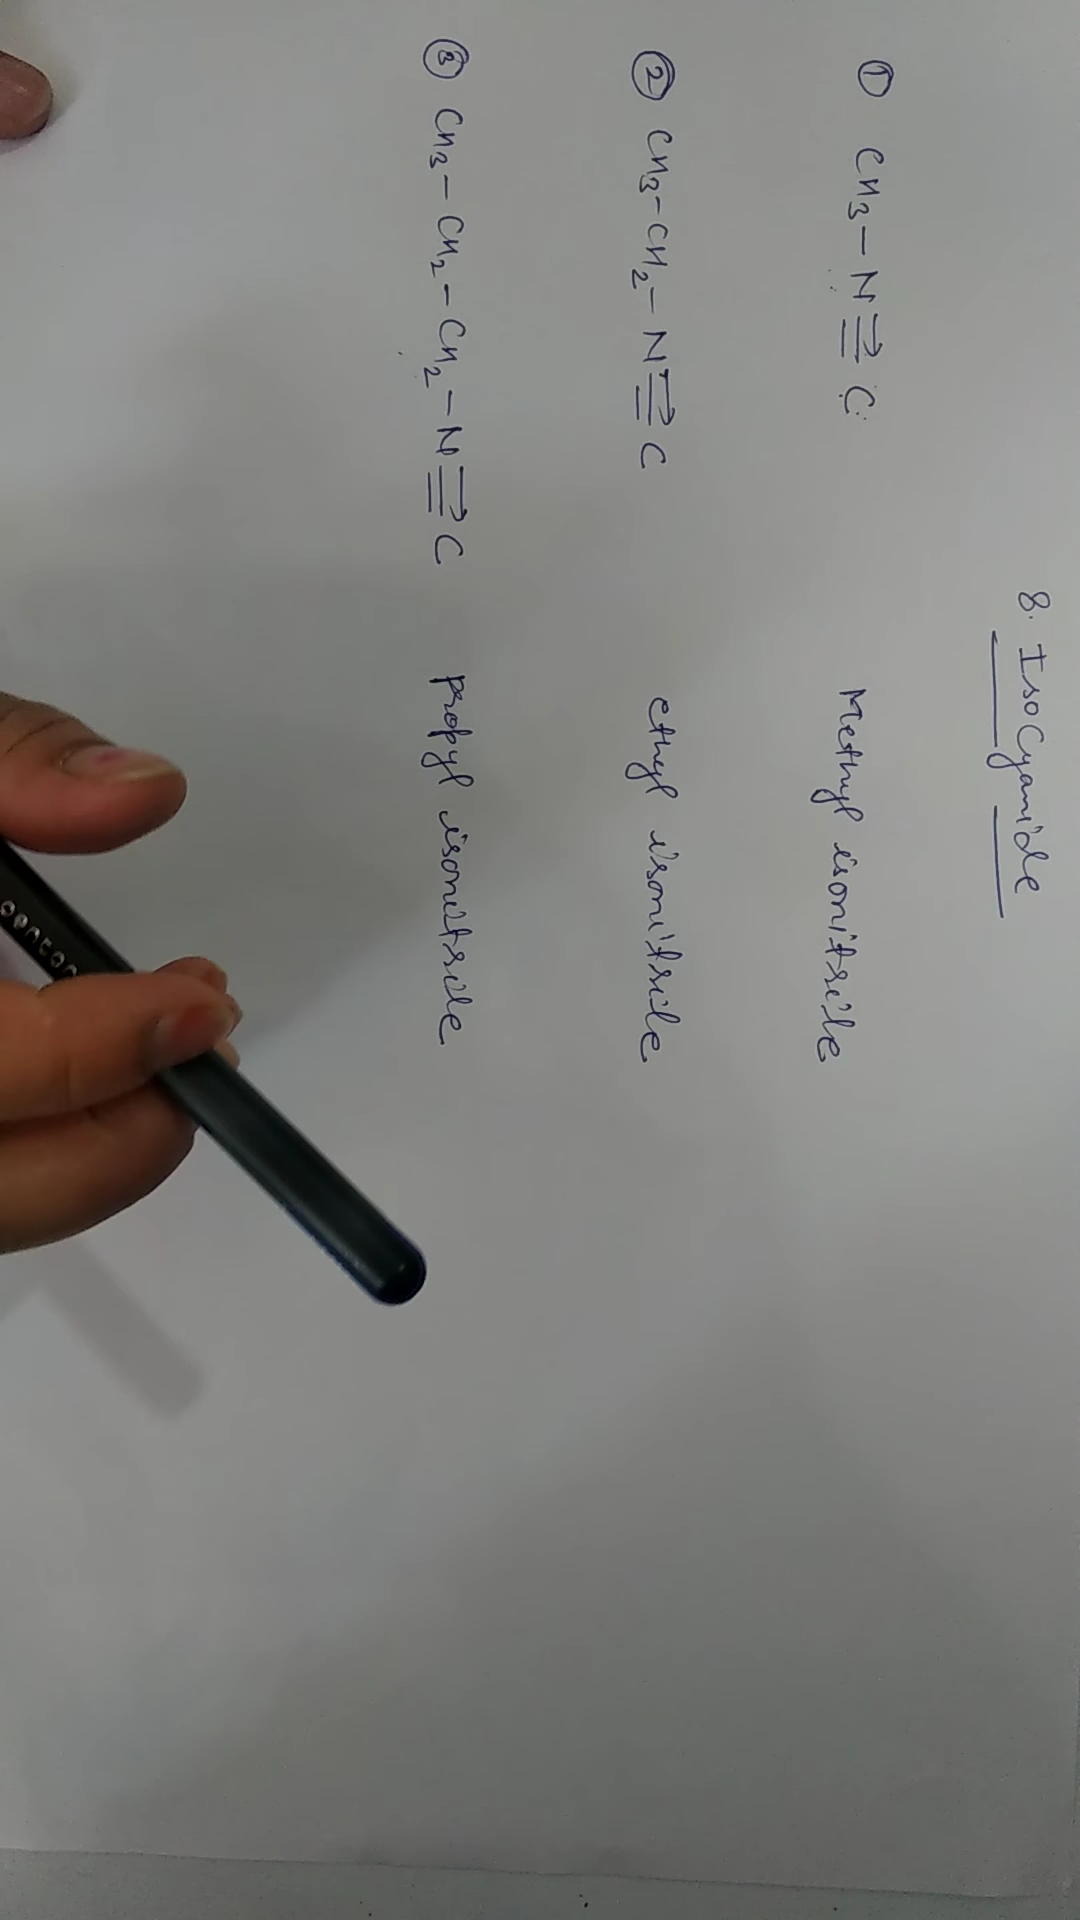 8. IsoCyanide
① CH₃ – N ≡ C Methyl isonitrile
② CH₃ – CH₂ – N ≡ C ethyl isonitrile
③ CH₃ – CH₂ – CH₂ – N ≡ C propyl isonitrile